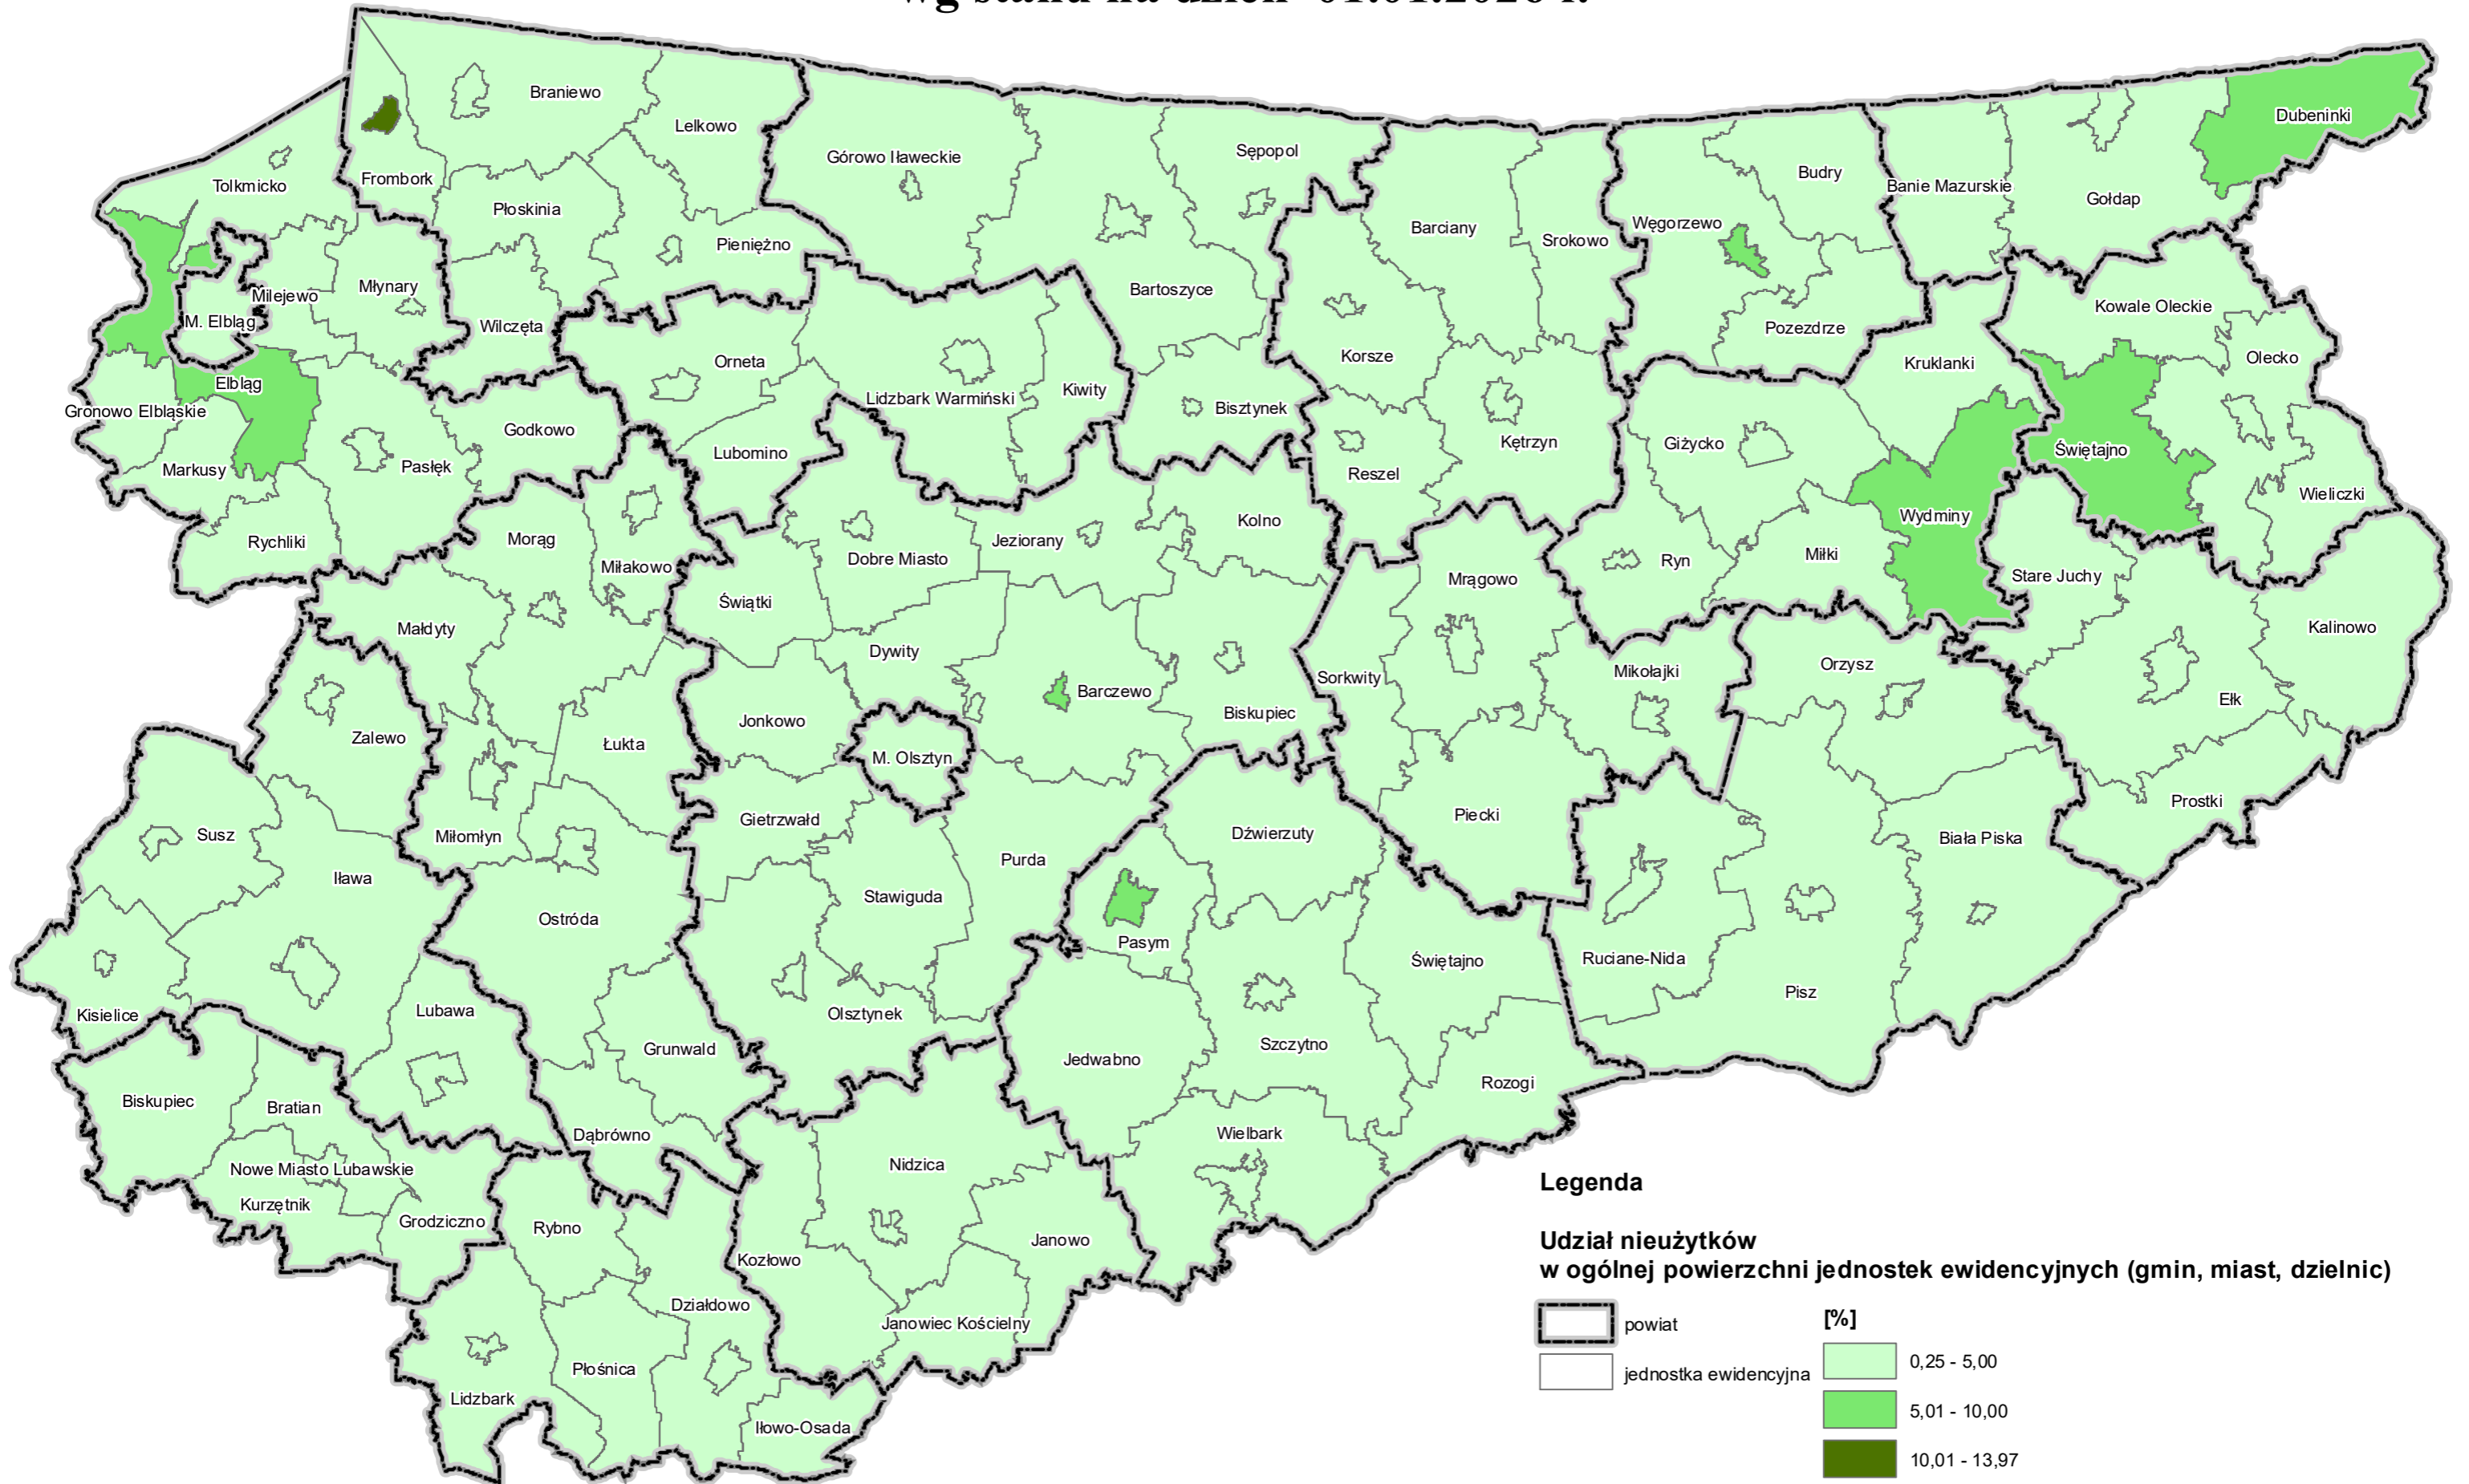 wg stanu na dzień 01.01.2026 r.
Braniewo
Lelkowo
Dubeninki
Sępopol
Górowo Iławeckie
Frombork
Tolkmicko
Budry
Banie Mazurskie
Gołdap
Płoskinia
Węgorzewo
Barciany
Srokowo
Pieniężno
Młynary
Milejewo
Bartoszyce
Kowale Oleckie
M. Elbląg
Wilczęta
Pozezdrze
Korsze
Olecko
Orneta
Kruklanki
Elbląg
Kiwity
Lidzbark Warmiński
Gronowo Elbląskie
Bisztynek
Godkowo
Kętrzyn
Giżycko
Świętajno
Lubomino
Markusy
Pasłęk
Reszel
Wieliczki
Kolno
Wydminy
Rychliki
Morąg
Jeziorany
Miłakowo
Dobre Miasto
Ryn
Miłki
Mrągowo
Stare Juchy
Świątki
Małdyty
Kalinowo
Dywity
Orzysz
Mikołajki
Sorkwity
Barczewo
Ełk
Jonkowo
Biskupiec
Zalewo
Łukta
M. Olsztyn
Prostki
Gietrzwałd
Piecki
Susz
Miłomłyn
Dźwierzuty
Biała Piska
Purda
Iława
Stawiguda
Ostróda
Pasym
Ruciane-Nida
Świętajno
Pisz
Kisielice
Lubawa
Olsztynek
Grunwald
Szczytno
Jedwabno
Rozogi
Biskupiec
Bratian
Dąbrówno
Wielbark
Nidzica
Nowe Miasto Lubawskie
Kurzętnik
Grodziczno
Rybno
Janowo
Kozłowo
Działdowo
Janowiec Kościelny
Płośnica
Lidzbark
Iłowo-Osada
Legenda
Udział nieużytków
w ogólnej powierzchni jednostek ewidencyjnych (gmin, miast, dzielnic)
powiat
jednostka ewidencyjna
[%]
0,25 - 5,00
5,01 - 10,00
10,01 - 13,97